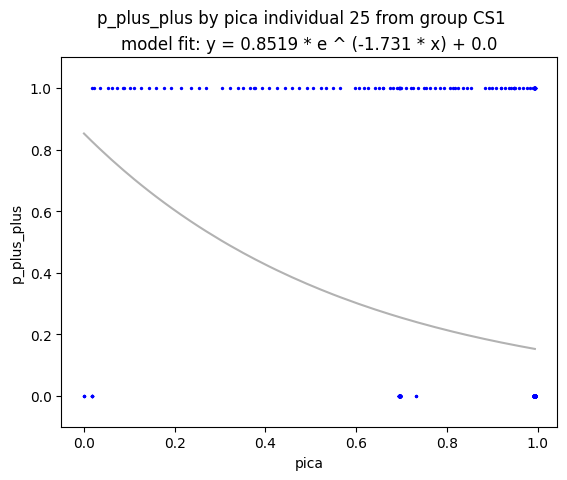 p_plus_plus by pica individual 25 from group CS1
model fit: y = 0.8519 * e ^ (-1.731 * x) + 0.0
1.0
0.8
0.6
0.4
0.2
0.0
p_plus_plus
0.0 0.2 0.4 0.6 0.8 1.0
pica